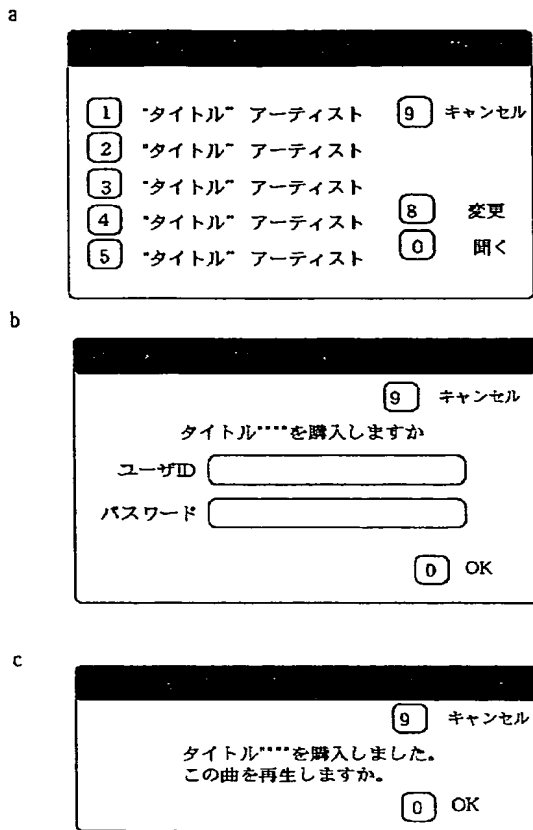 a
1 "タイトル" アーティスト 9 キャンセル
2 "タイトル" アーティスト
3 "タイトル" アーティスト
4 "タイトル" アーティスト 8 変更
5 "タイトル" アーティスト 0 聞く
b
9 キャンセル
タイトル""""を購入しますか
ユーザID
パスワード
0 OK
c
9 キャンセル
タイトル""""を購入しました。
この曲を再生しますか。
0 OK